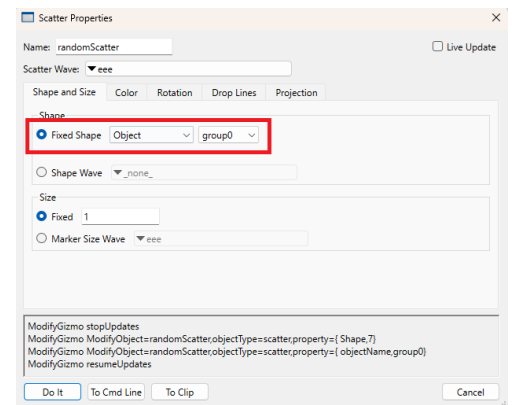 Scatter Properties
Name: randomScatter
Live Update
Scatter Wave: eee
Shape and Size Color Rotation Drop Lines Projection
Shape
Fixed Shape Object group0
Shape Wave _none_
Size
Fixed 1
Marker Size Wave eee
ModifyGizmo stopUpdates
ModifyGizmo ModifyObject=randomScatter,objectType=scatter,property={ Shape,7}
ModifyGizmo ModifyObject=randomScatter,objectType=scatter,property={ objectName,group0}
ModifyGizmo resumeUpdates
Do It To Cmd Line To Clip Cancel